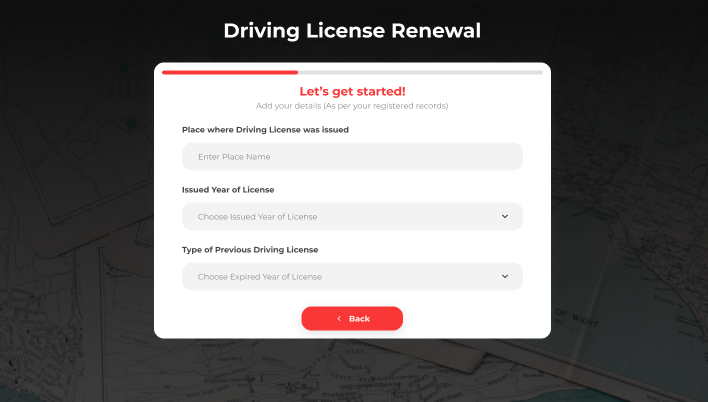 Driving License Renewal
Let's get started!
Add your details (As per your registered records)
Place where Driving License was issued
Enter Place Name
Issued Year of License
Choose Issued Year of License
Type of Previous Driving License
Choose Expired Year of License
OF WIGHT
Back